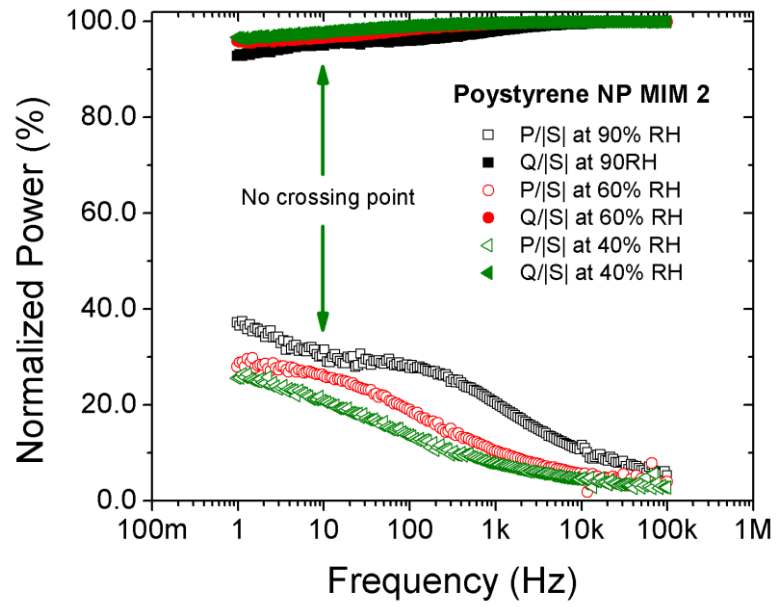 100.0
80.0
60.0
40.0
20.0
0.0
Normalized Power (%)
Poystyrene NP MIM 2
P/|S| at 90% RH
Q/|S| at 90RH
P/|S| at 60% RH
Q/|S| at 60% RH
P/|S| at 40% RH
Q/|S| at 40% RH
No crossing point
100m 1 10 100 1k 10k 100k 1M
Frequency (Hz)